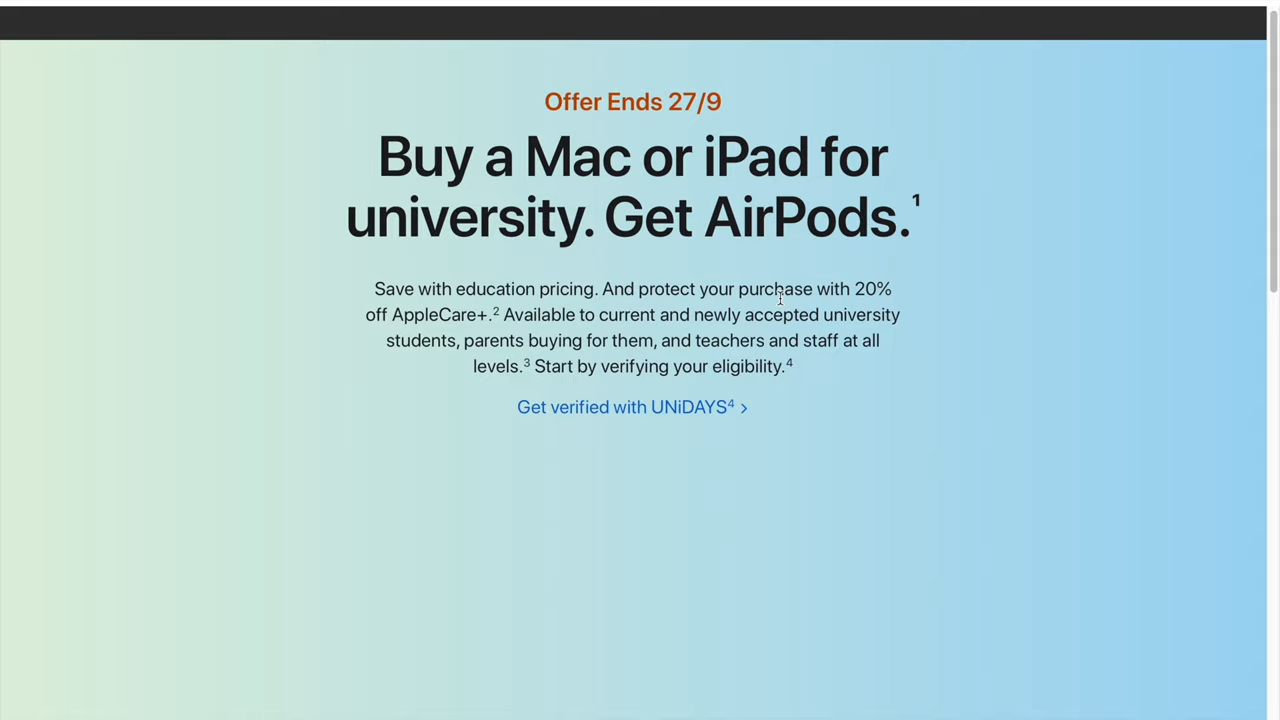 Offer Ends 27/9
Buy a Mac or iPad for
university. Get AirPods.¹
Save with education pricing. And protect your purchase with 20%
off AppleCare+.² Available to current and newly accepted university
students, parents buying for them, and teachers and staff at all
levels.³ Start by verifying your eligibility.⁴
Get verified with UNiDAYS⁴ >